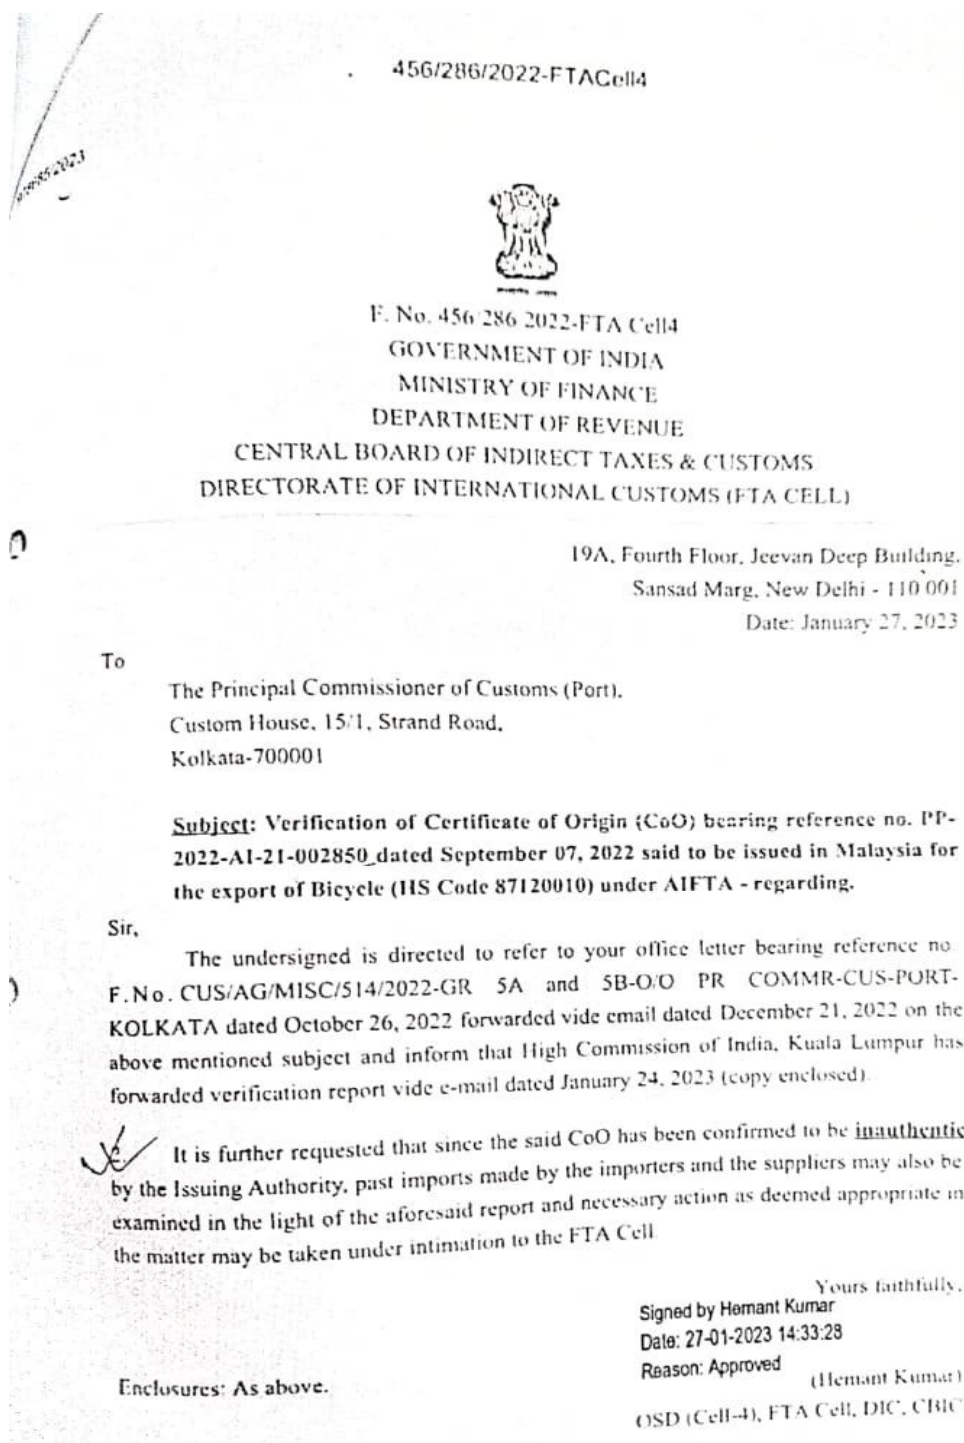 456/286/2022-FTACell4
F. No. 456/286/2022-FTA Cell4
GOVERNMENT OF INDIA
MINISTRY OF FINANCE
DEPARTMENT OF REVENUE
CENTRAL BOARD OF INDIRECT TAXES & CUSTOMS
DIRECTORATE OF INTERNATIONAL CUSTOMS (FTA CELL)
19A, Fourth Floor, Jeevan Deep Building,
Sansad Marg, New Delhi - 110 001
Date: January 27, 2023
To
The Principal Commissioner of Customs (Port),
Custom House, 15/1, Strand Road,
Kolkata-700001
Subject: Verification of Certificate of Origin (CoO) bearing reference no. PP-
2022-AI-21-002850_dated September 07, 2022 said to be issued in Malaysia for
the export of Bicycle (HS Code 87120010) under AIFTA - regarding.
Sir,
The undersigned is directed to refer to your office letter bearing reference no
F.No. CUS/AG/MISC/514/2022-GR 5A and 5B-O/O PR COMMR-CUS-PORT-
KOLKATA dated October 26, 2022 forwarded vide email dated December 21, 2022 on the
above mentioned subject and inform that High Commission of India, Kuala Lumpur has
forwarded verification report vide e-mail dated January 24, 2023 (copy enclosed).
It is further requested that since the said CoO has been confirmed to be inauthentic
by the Issuing Authority, past imports made by the importers and the suppliers may also be
examined in the light of the aforesaid report and necessary action as deemed appropriate in
the matter may be taken under intimation to the FTA Cell.
Yours faithfully,
Signed by Hemant Kumar
Date: 27-01-2023 14:33:28
Reason: Approved
(Hemant Kumar)
Enclosures: As above.
OSD (Cell-4), FTA Cell, DIC, CBIC